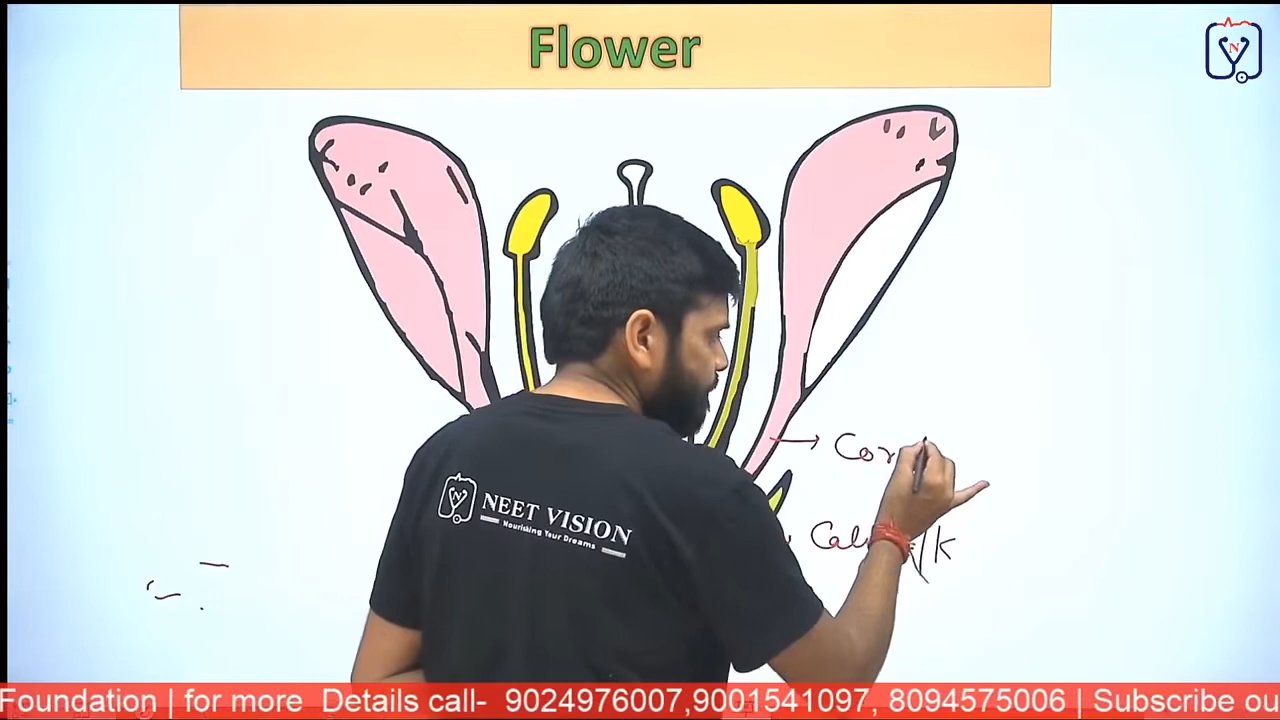 Flower
N
Cor
N NEET VISION
Nourishing Your Dreams
Cal /K
Foundation | for more Details call- 9024976007,9001541097, 8094575006 | Subscribe ou